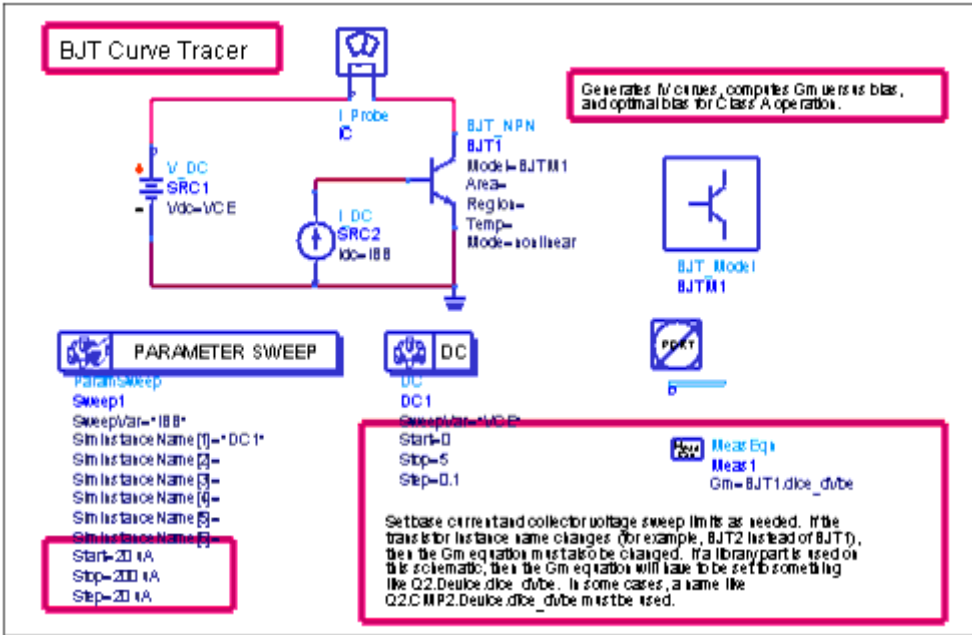 BJT Curve Tracer
I_Probe
IC
Generates IV curves, computes Gm versus bias,
and optimal bias for Class A operation.
BJT_NPN
BJT1
Model=BJTM1
Area=
Region=
Temp=
Mode=nonlinear
V_DC
SRC1
Vdc=VCE
I_DC
SRC2
Idc=IBB
BJT_Model
BJTM1
PARAMETER SWEEP
ParamSweep
Sweep1
SweepVar="IBB"
SimInstanceName[1]="DC1"
SimInstanceName[2]=
SimInstanceName[3]=
SimInstanceName[4]=
SimInstanceName[5]=
SimInstanceName[6]=
Start=20 uA
Stop=200 uA
Step=20 uA
DC
DC
DC1
SweepVar="VCE"
Start=0
Stop=5
Step=0.1
Meas
Eqn
MeasEqn
Meas1
Gm=BJT1.dIce_dVbe
Set base current and collector voltage sweep limits as needed. If the
transistor instance name changes (for example, BJT2 instead of BJT1),
then the Gm equation must also be changed. If a library part is used on
this schematic, then the Gm equation will have to be set to something
like Q2.Device.dIce_dVbe. In some cases, a name like
Q2.CMP2.Device.dIce_dVbe must be used.